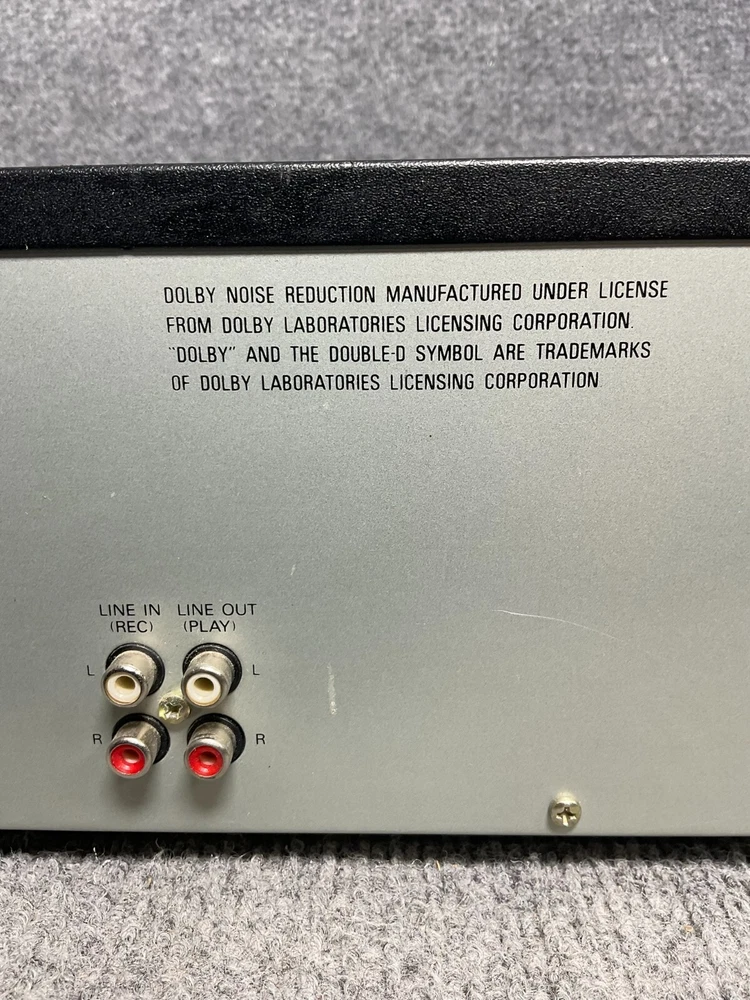 DOLBY NOISE REDUCTION MANUFACTURED UNDER LICENSE
FROM DOLBY LABORATORIES LICENSING CORPORATION.
"DOLBY" AND THE DOUBLE-D SYMBOL ARE TRADEMARKS
OF DOLBY LABORATORIES LICENSING CORPORATION.
LINE IN LINE OUT
(REC) (PLAY)
L L
R R